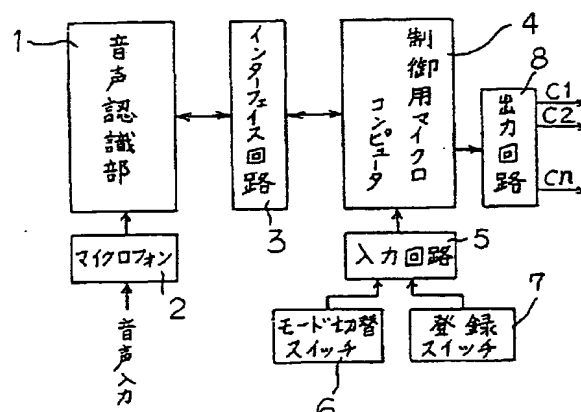 1
音声認識部
インターフェイス回路
3
制御用マイクロ
コンピュータ
4
8
出力回路
C1
C2
Cn
マイクロフォン
2
音声入力
入力回路
5
モード切替
スイッチ
6
登録
スイッチ
7